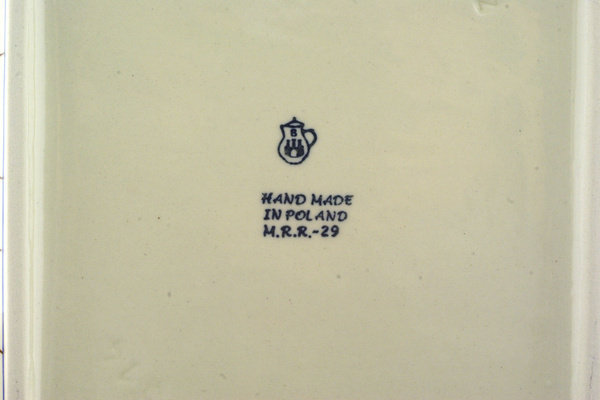 B
HAND MADE
IN POLAND
M.R.R.-29